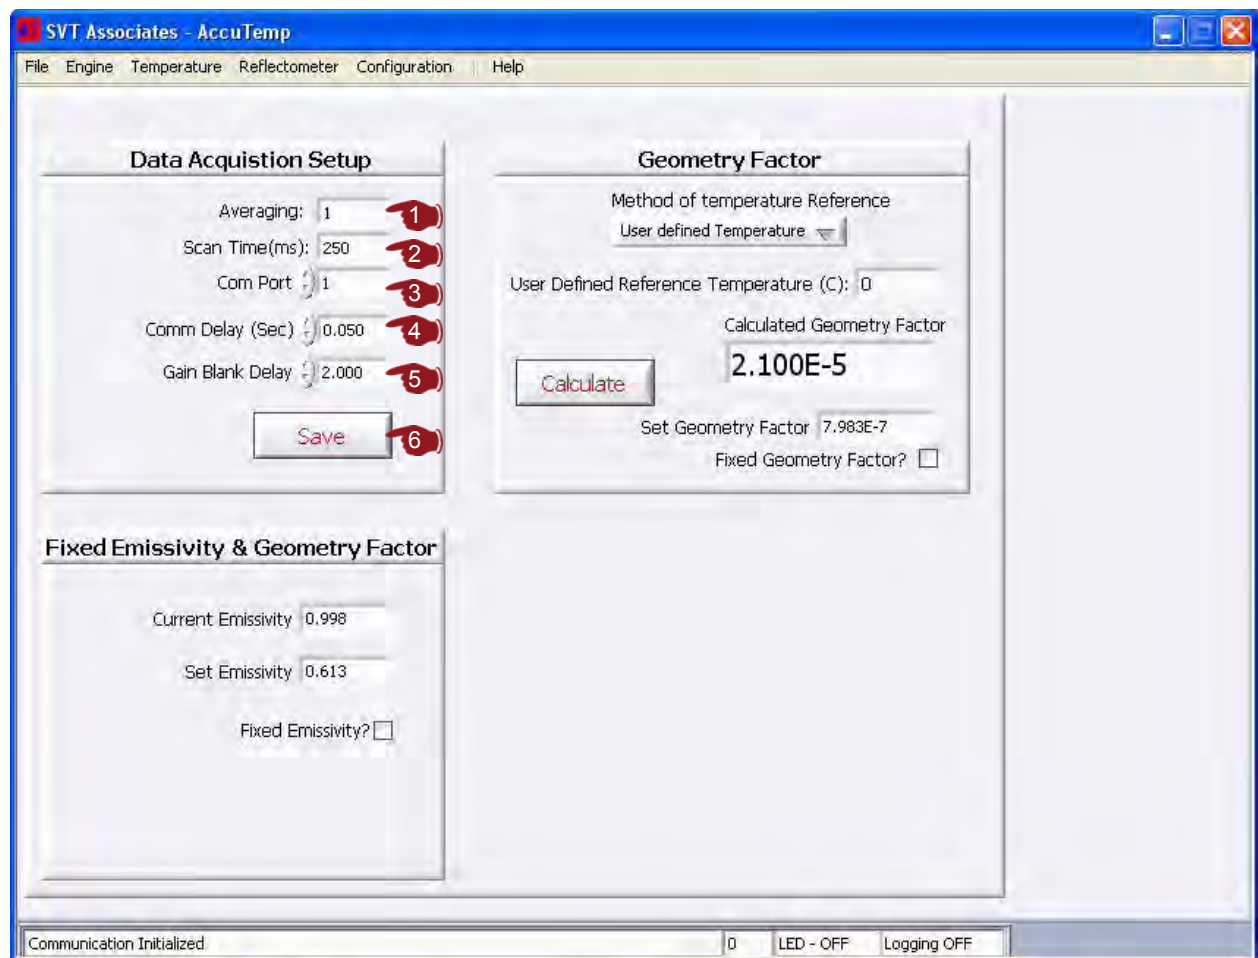 SVT Associates - AccuTemp
File Engine Temperature Reflectometer Configuration Help
Data Acquistion Setup
Averaging: 1
1
Scan Time(ms): 250
2
Com Port 1
3
Comm Delay (Sec) 0.050
4
Gain Blank Delay 2.000
5
Save
6
Geometry Factor
Method of temperature Reference
User defined Temperature
User Defined Reference Temperature (C): 0
Calculated Geometry Factor
2.100E-5
Calculate
Set Geometry Factor 7.983E-7
Fixed Geometry Factor?
Fixed Emissivity & Geometry Factor
Current Emissivity 0.998
Set Emissivity 0.613
Fixed Emissivity?
Communication Initialized 0 LED - OFF Logging OFF